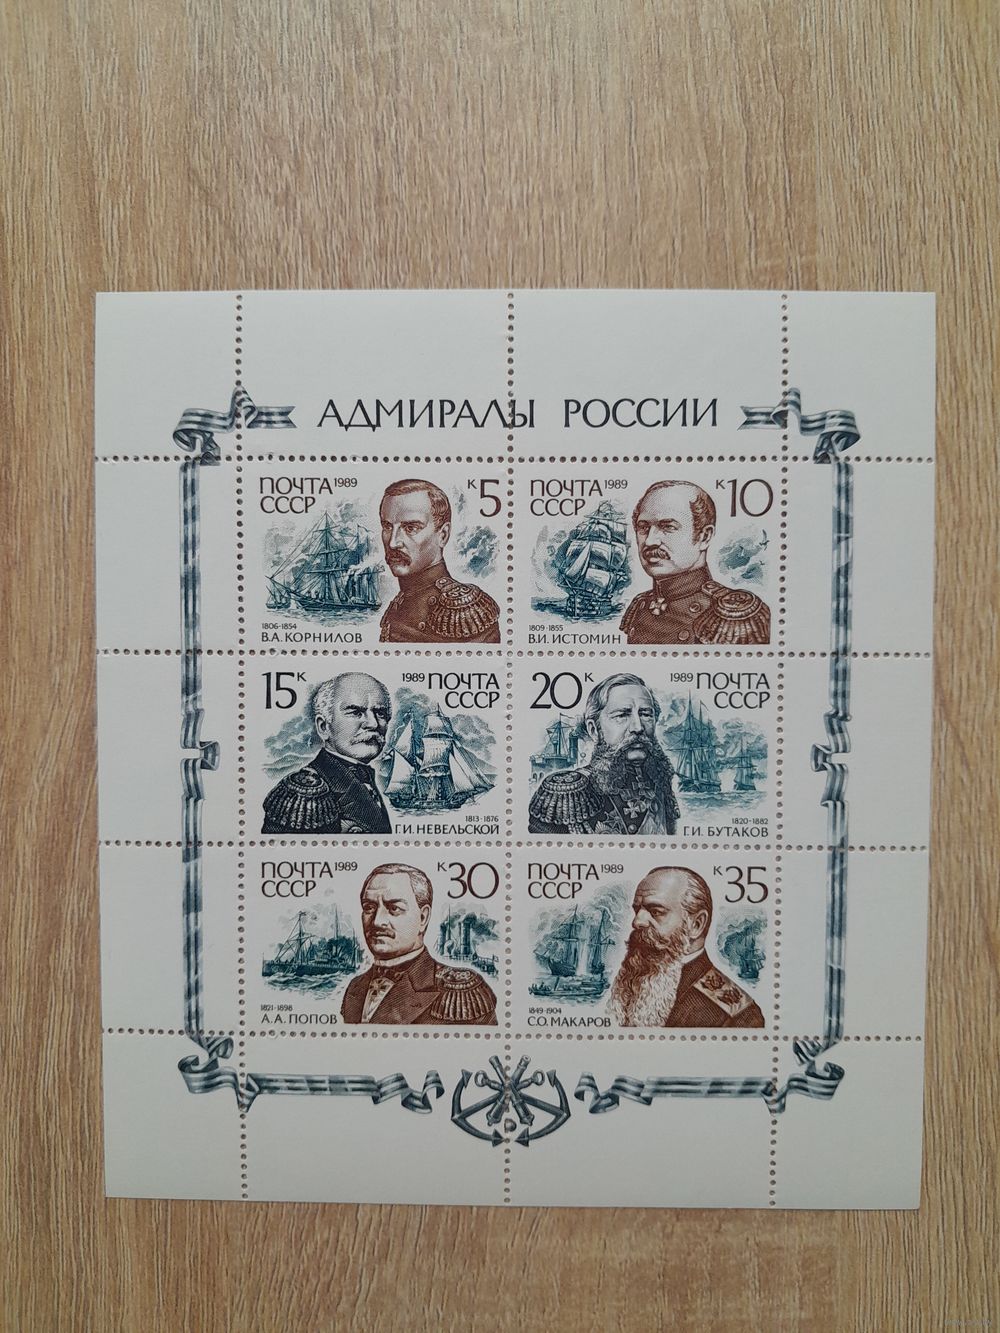 АДМИРАЛЫ РОССИИ
ПОЧТА 1989 К 5
СССР
1806-1854
В.А. КОРНИЛОВ
ПОЧТА 1989 К 10
СССР
1809-1855
В.И. ИСТОМИН
15 К 1989 ПОЧТА
СССР
1813-1876
Г.И. НЕВЕЛЬСКОЙ
20 К 1989 ПОЧТА
СССР
1820-1882
Г.И. БУТАКОВ
ПОЧТА 1989 К 30
СССР
1821-1898
А.А. ПОПОВ
ПОЧТА 1989 К 35
СССР
1849-1904
С.О. МАКАРОВ